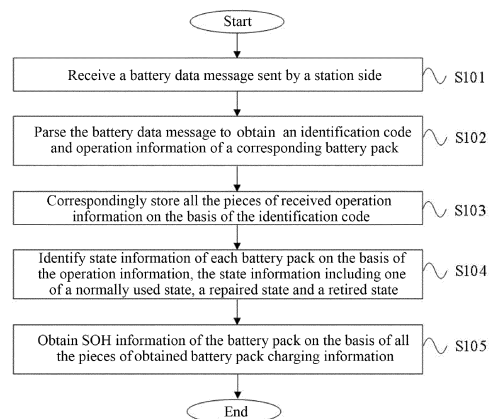 Start
Receive a battery data message sent by a station side
S101
Parse the battery data message to obtain an identification code
and operation information of a corresponding battery pack
S102
Correspondingly store all the pieces of received operation
information on the basis of the identification code
S103
Identify state information of each battery pack on the basis of
the operation information, the state information including one
of a normally used state, a repaired state and a retired state
S104
Obtain SOH information of the battery pack on the basis of all
the pieces of obtained battery pack charging information
S105
End